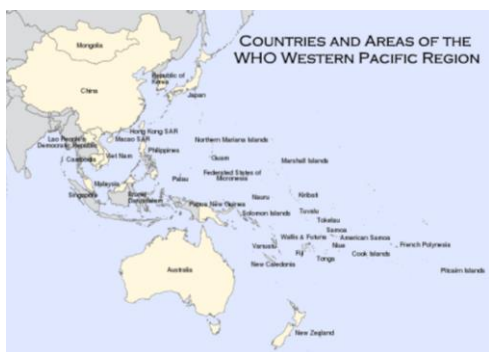 COUNTRIES AND AREAS OF THE
WHO WESTERN PACIFIC REGION
Mongolia
Republic of
Korea
China
Japan
Hong Kong SAR
Macao SAR
Lao People's
Democratic Republic
Viet Nam
Philippines
Northern Mariana Islands
Cambodia
Guam
Marshall Islands
Federated States of
Micronesia
Palau
Malaysia
Singapore
Brunei
Darussalam
Papua New Guinea
Nauru
Kiribati
Solomon Islands
Tuvalu
Tokelau
Samoa
Wallis & Futuna
American Samoa
Vanuatu
Niue
French Polynesia
Fiji
Cook Islands
Tonga
New Caledonia
Pitcairn Islands
Australia
New Zealand